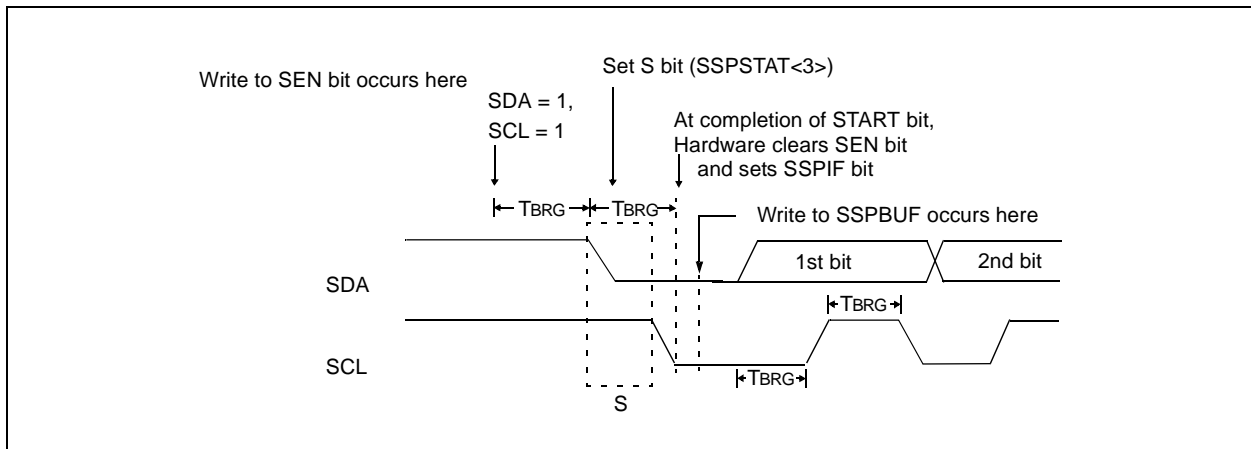 Write to SEN bit occurs here
Set S bit (SSPSTAT<3>)
SDA = 1,
SCL = 1
At completion of START bit,
Hardware clears SEN bit
and sets SSPIF bit
TBRG
TBRG
Write to SSPBUF occurs here
SDA
1st bit
2nd bit
TBRG
SCL
TBRG
S